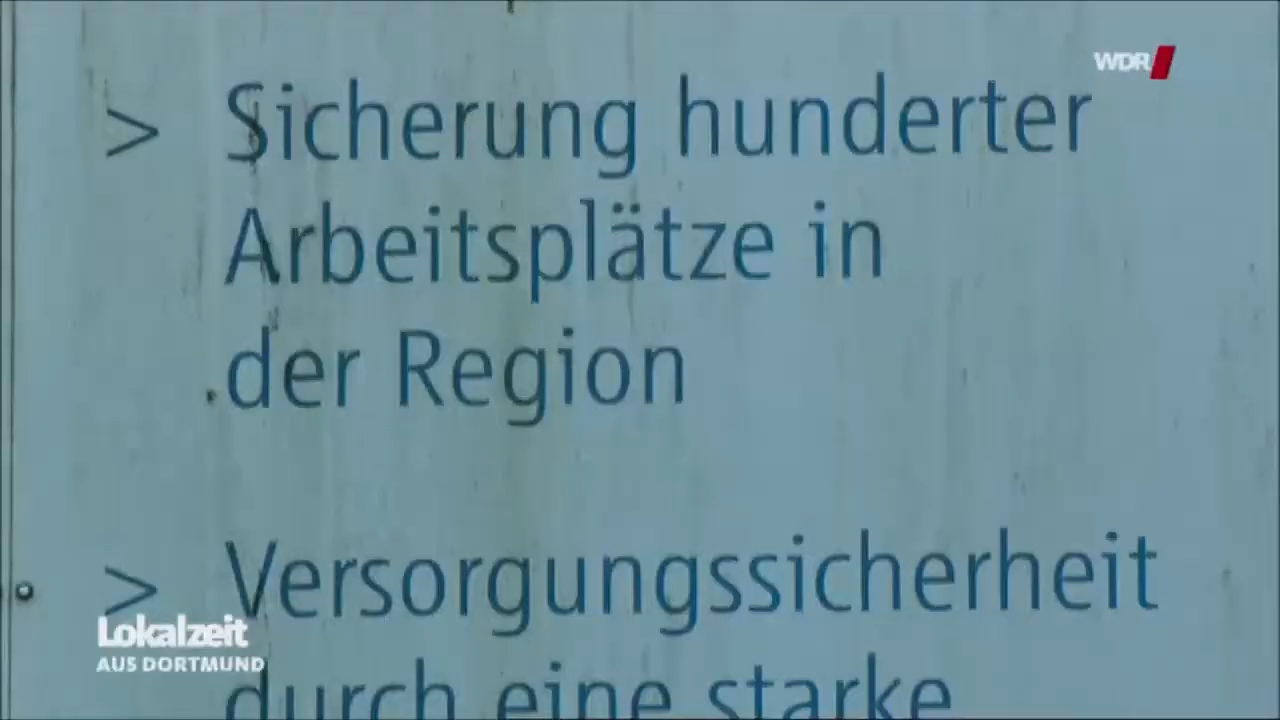 WDR
> Sicherung hunderter
Arbeitsplätze in
der Region
> Versorgungssicherheit
durch eine starke
Lokalzeit
AUS DORTMUND